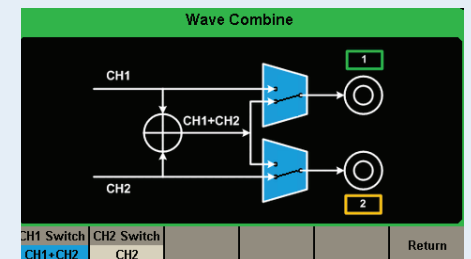 Wave Combine
1
CH1
CH1+CH2
CH2
2
CH1 Switch CH2 Switch
CH1+CH2 CH2 Return